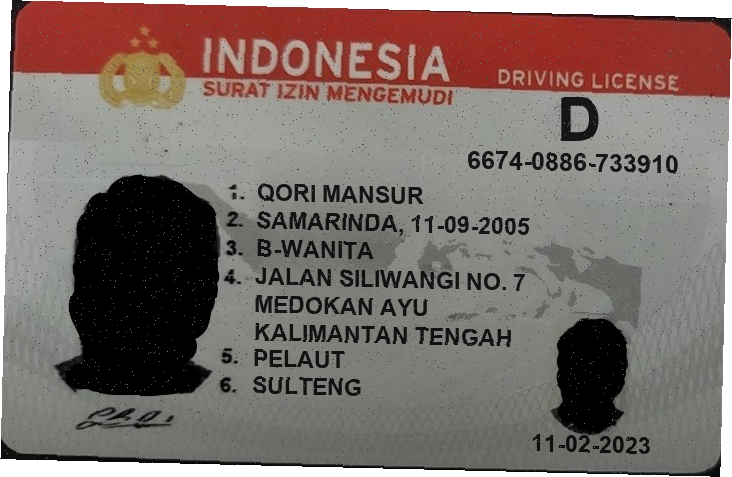 INDONESIA
SURAT IZIN MENGEMUDI
DRIVING LICENSE
D
6674-0886-733910
1. QORI MANSUR
2. SAMARINDA, 11-09-2005
3. B-WANITA
4. JALAN SILIWANGI NO. 7
MEDOKAN AYU
KALIMANTAN TENGAH
5. PELAUT
6. SULTENG
11-02-2023